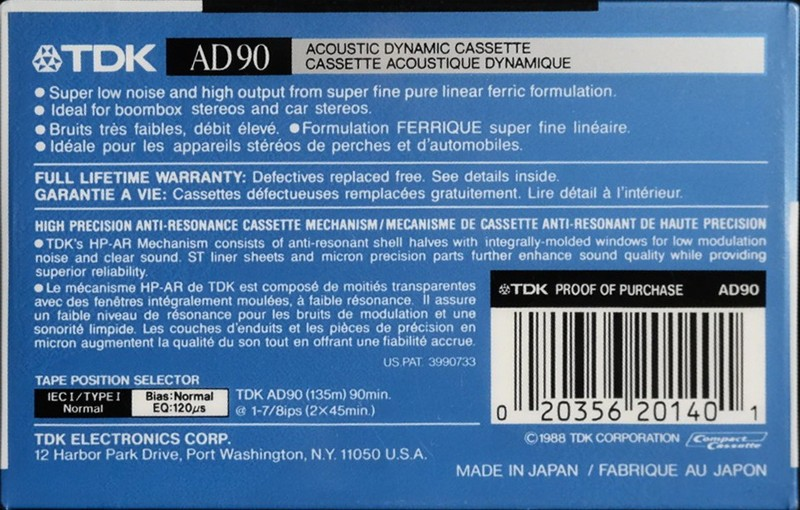 TDK AD90 ACOUSTIC DYNAMIC CASSETTE
CASSETTE ACOUSTIQUE DYNAMIQUE
● Super low noise and high output from super fine pure linear ferric formulation.
● Ideal for boombox stereos and car stereos.
● Bruits très faibles, débit élevé. ● Formulation FERRIQUE super fine linéaire.
● Idéale pour les appareils stéréos de perches et d'automobiles.
FULL LIFETIME WARRANTY: Defectives replaced free. See details inside.
GARANTIE A VIE: Cassettes défectueuses remplacées gratuitement. Lire détail à l'intérieur.
HIGH PRECISION ANTI-RESONANCE CASSETTE MECHANISM/MECANISME DE CASSETTE ANTI-RESONANT DE HAUTE PRECISION
● TDK's HP-AR Mechanism consists of anti-resonant shell halves with integrally-molded windows for low modulation
noise and clear sound. ST liner sheets and micron precision parts further enhance sound quality while providing
superior reliability.
● Le mécanisme HP-AR de TDK est composé de moitiés transparentes
avec des fenêtres intégralement moulées, à faible résonance. Il assure
un faible niveau de résonance pour les bruits de modulation et une
sonorité limpide. Les couches d'enduits et les pièces de précision en
micron augmentent la qualité du son tout en offrant une fiabilité accrue.
US.PAT. 3990733
TDK PROOF OF PURCHASE AD90
0 20356 20140 1
TAPE POSITION SELECTOR
IEC I/TYPE I
Normal
Bias:Normal
EQ:120μs
TDK AD90 (135m) 90min.
@ 1-7/8ips (2×45min.)
TDK ELECTRONICS CORP.
12 Harbor Park Drive, Port Washington, N.Y. 11050 U.S.A.
©1988 TDK CORPORATION
Compact
Cassette
MADE IN JAPAN / FABRIQUE AU JAPON